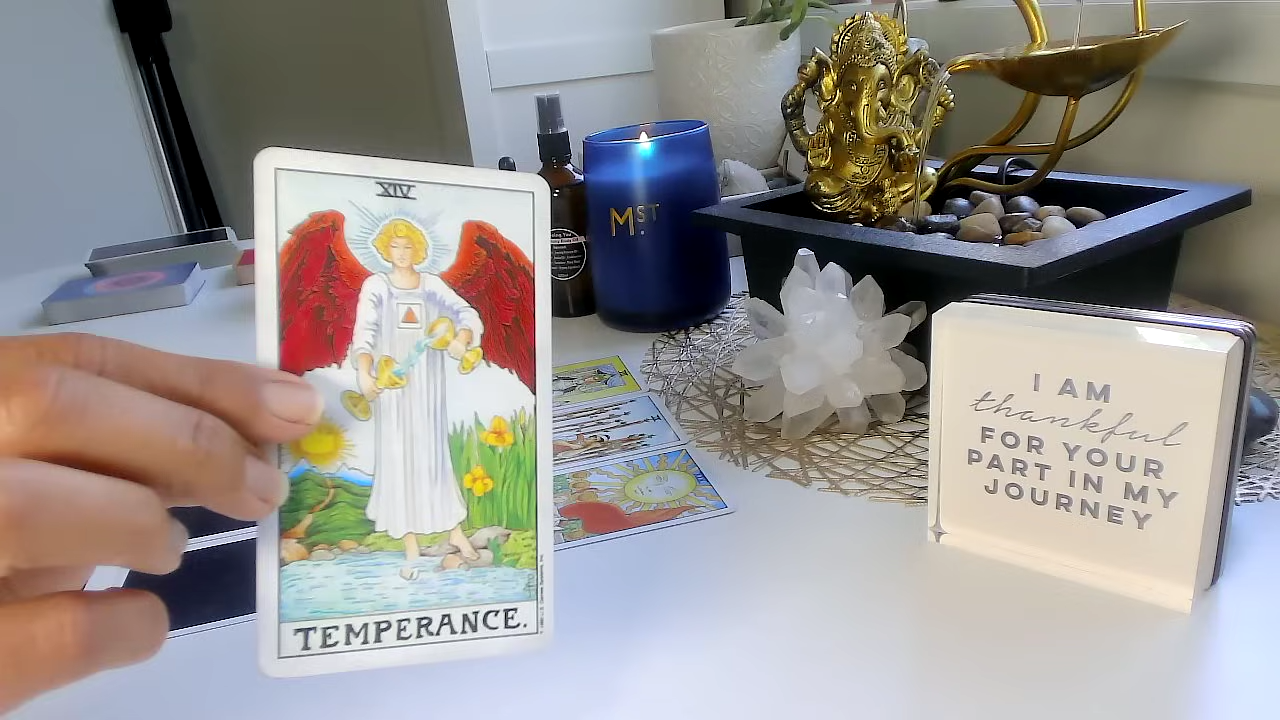 XIV
TEMPERANCE.
MST
I AM
thankful
FOR YOUR
PART IN MY
JOURNEY